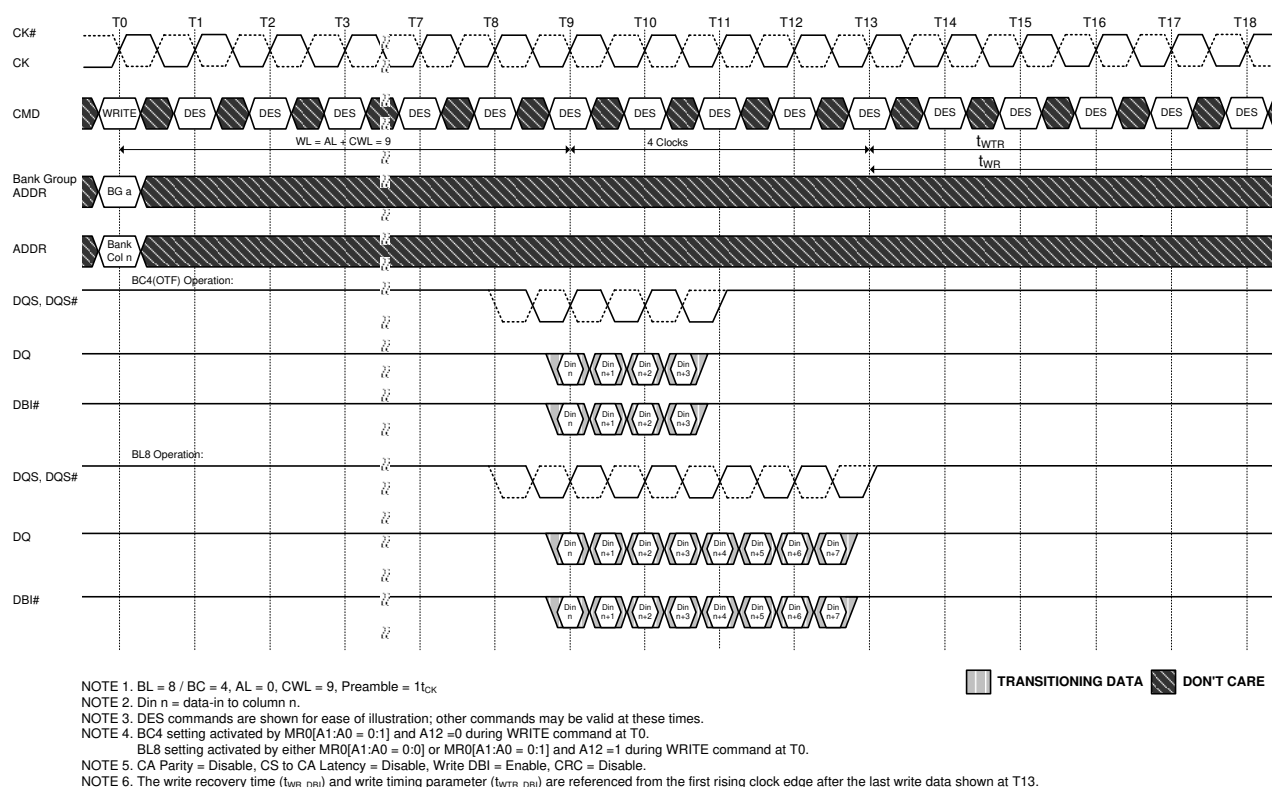 T0 T1 T2 T3 T7 T8 T9 T10 T11 T12 T13 T14 T15 T16 T17 T18
CK#
CK
CMD WRITE DES DES DES DES DES DES DES DES DES DES DES DES DES DES DES
WL = AL + CWL = 9 4 Clocks tWTR
tWR
Bank Group
ADDR BG a
ADDR Bank
Col n
BC4(OTF) Operation:
DQS, DQS#
DQ Din n Din n+1 Din n+2 Din n+3
DBI# Din n Din n+1 Din n+2 Din n+3
BL8 Operation:
DQS, DQS#
DQ Din n Din n+1 Din n+2 Din n+3 Din n+4 Din n+5 Din n+6 Din n+7
DBI# Din n Din n+1 Din n+2 Din n+3 Din n+4 Din n+5 Din n+6 Din n+7
TRANSITIONING DATA DON'T CARE
NOTE 1. BL = 8 / BC = 4, AL = 0, CWL = 9, Preamble = 1tCK
NOTE 2. Din n = data-in to column n.
NOTE 3. DES commands are shown for ease of illustration; other commands may be valid at these times.
NOTE 4. BC4 setting activated by MR0[A1:A0 = 0:1] and A12 =0 during WRITE command at T0.
BL8 setting activated by either MR0[A1:A0 = 0:0] or MR0[A1:A0 = 0:1] and A12 =1 during WRITE command at T0.
NOTE 5. CA Parity = Disable, CS to CA Latency = Disable, Write DBI = Enable, CRC = Disable.
NOTE 6. The write recovery time (tWR_DBI) and write timing parameter (tWTR_DBI) are referenced from the first rising clock edge after the last write data shown at T13.